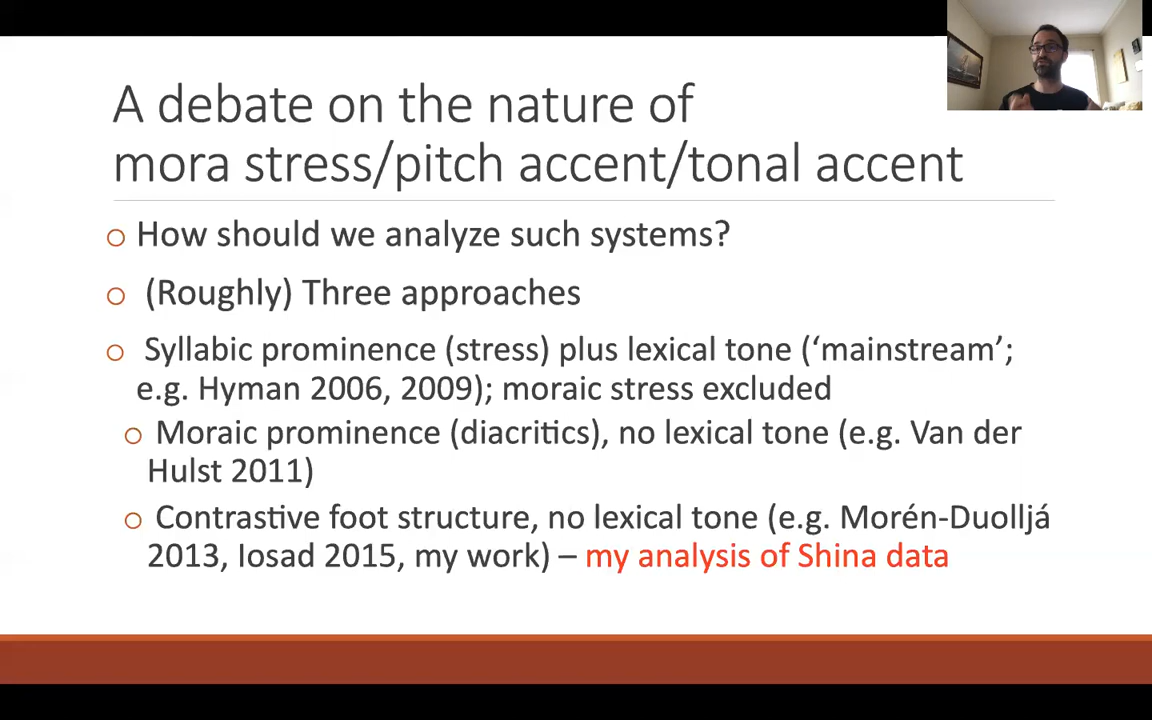 A debate on the nature of
mora stress/pitch accent/tonal accent
How should we analyze such systems?
(Roughly) Three approaches
Syllabic prominence (stress) plus lexical tone (‘mainstream’;
e.g. Hyman 2006, 2009); moraic stress excluded
Moraic prominence (diacritics), no lexical tone (e.g. Van der
Hulst 2011)
Contrastive foot structure, no lexical tone (e.g. Morén-Duolljá
2013, Iosad 2015, my work) – my analysis of Shina data